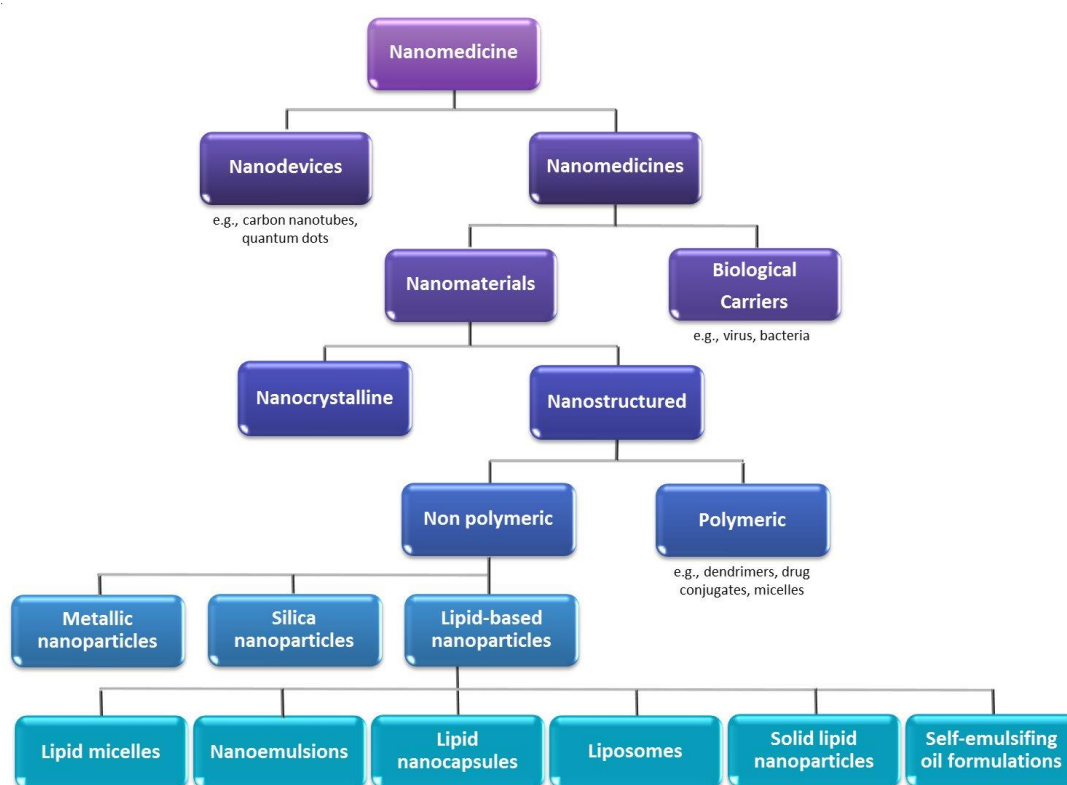 Nanomedicine
Nanodevices
Nanomedicines
e.g., carbon nanotubes,
quantum dots
Nanomaterials
Biological
Carriers
e.g., virus, bacteria
Nanocrystalline
Nanostructured
Non polymeric
Polymeric
e.g., dendrimers, drug
conjugates, micelles
Metallic
nanoparticles
Silica
nanoparticles
Lipid-based
nanoparticles
Lipid micelles
Nanoemulsions
Lipid
nanocapsules
Liposomes
Solid lipid
nanoparticles
Self-emulsifing
oil formulations